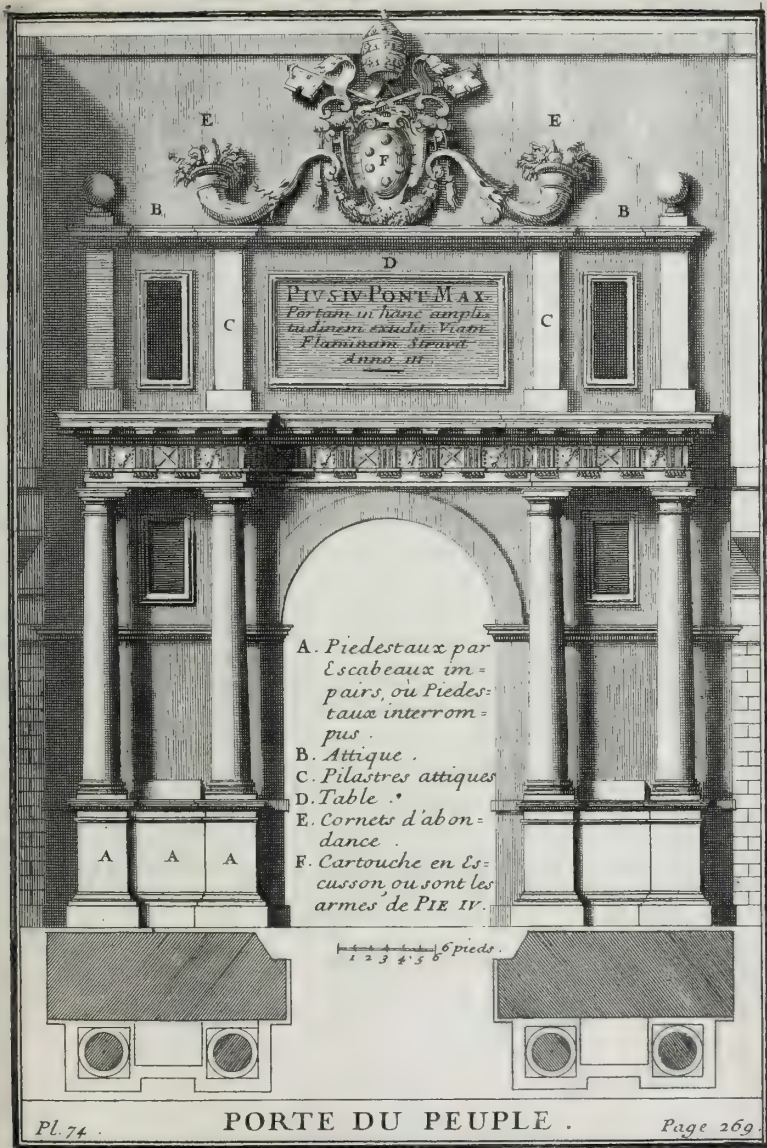 E E
F
B B
D
C C
PIVS·IV·PONT·MAX·
Portam in hanc ampli=
tudinem extulit Viam
Flaminiam Stravit
Anno III
A. Piedestaux par
Escabeaux im=
pairs, où Piedes=
taux interrom=
pus.
B. Attique.
C. Pilastres attiques
D. Table.
E. Cornets d'abon=
dance.
F. Cartouche en Es=
cusson, ou sont les
armes de PIE IV.
A A A
6 pieds.
1 2 3 4 5 6
PORTE DU PEUPLE.
Pl. 74. Page 269.